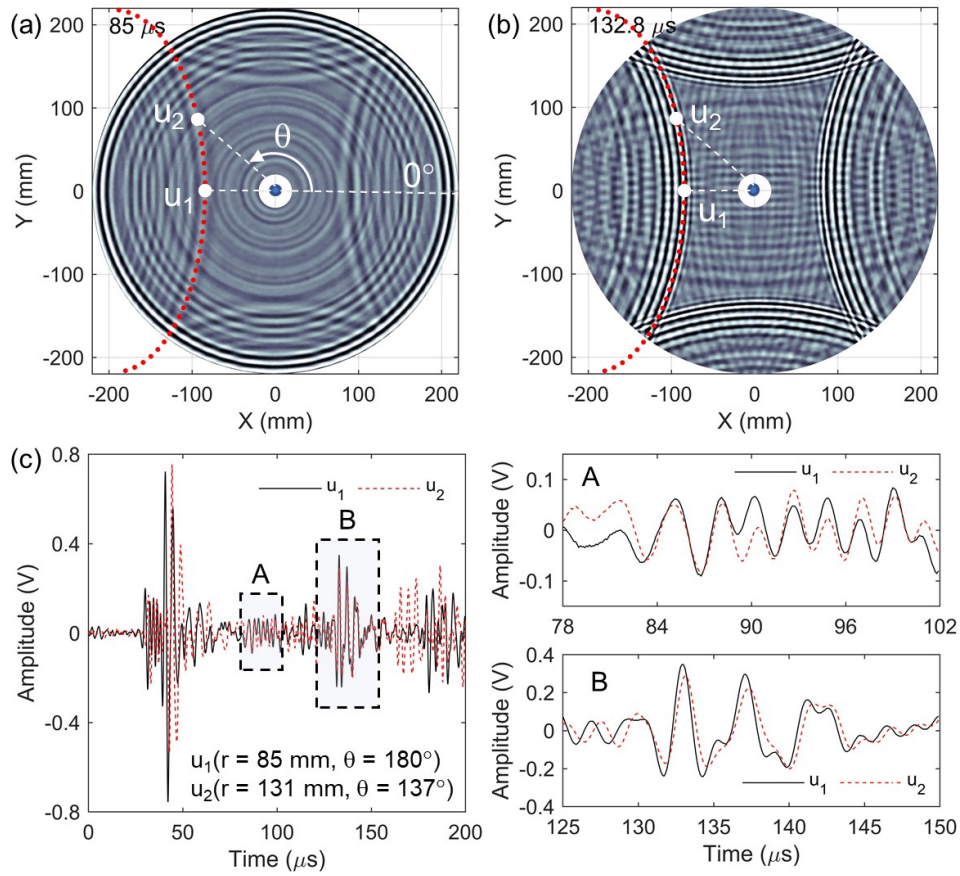 (a)
85 μs
200
100
0
-100
-200
Y (mm)
u₂
θ
0°
u₁
-200 -100 0 100 200
X (mm)
(b)
132.8 μs
200
100
0
-100
-200
Y (mm)
u₂
u₁
-200 -100 0 100 200
X (mm)
(c)
0.8
0.4
0
-0.4
-0.8
Amplitude (V)
u₁ u₂
A
B
u₁(r = 85 mm, θ = 180°)
u₂(r = 131 mm, θ = 137°)
0 50 100 150 200
Time (μs)
A
u₁ u₂
0.1
0
-0.1
Amplitude (V)
78 84 90 96 102
B
0.4
0.2
0
-0.2
-0.4
Amplitude (V)
u₁ u₂
125 130 135 140 145 150
Time (μs)